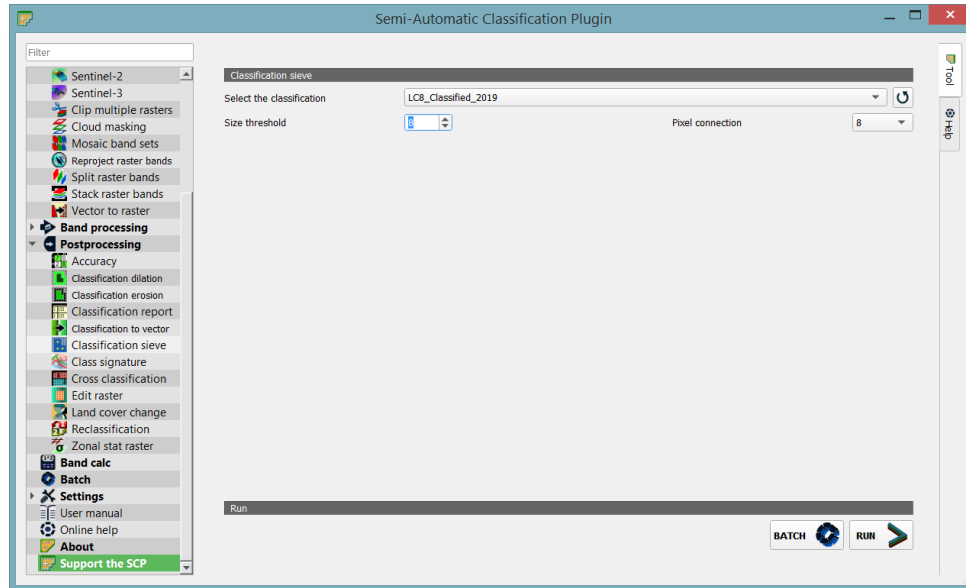 Semi-Automatic Classification Plugin
Filter
Sentinel-2
Sentinel-3
Clip multiple rasters
Cloud masking
Mosaic band sets
Reproject raster bands
Split raster bands
Stack raster bands
Vector to raster
Band processing
Postprocessing
Accuracy
Classification dilation
Classification erosion
Classification report
Classification to vector
Classification sieve
Class signature
Cross classification
Edit raster
Land cover change
Reclassification
Zonal stat raster
Band calc
Batch
Settings
User manual
Online help
About
Support the SCP
Classification sieve
Select the classification LC8_Classified_2019
Size threshold 8 Pixel connection 8
Run
BATCH RUN
Tool
Help